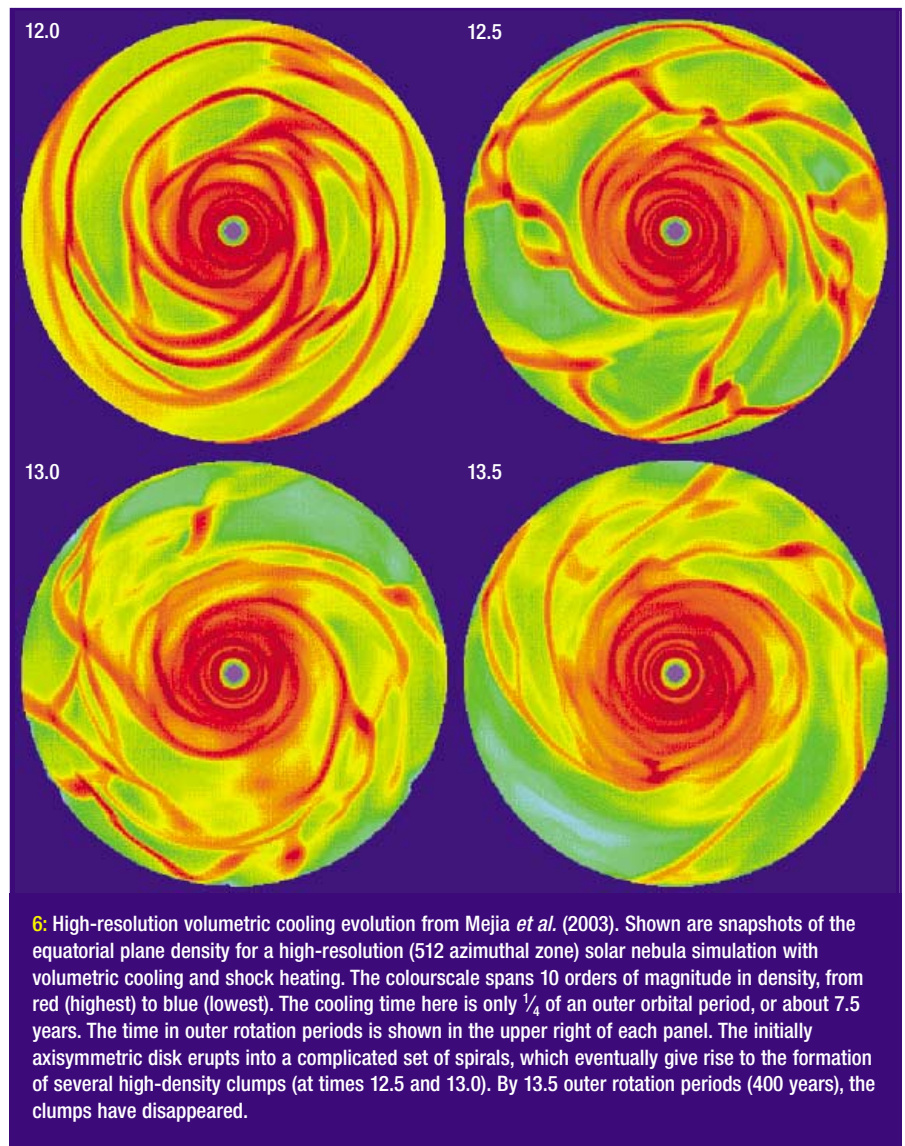 12.0
12.5
13.0
13.5
6: High-resolution volumetric cooling evolution from Mejia et al. (2003). Shown are snapshots of the
equatorial plane density for a high-resolution (512 azimuthal zone) solar nebula simulation with
volumetric cooling and shock heating. The colourscale spans 10 orders of magnitude in density, from
red (highest) to blue (lowest). The cooling time here is only 1/4 of an outer orbital period, or about 7.5
years. The time in outer rotation periods is shown in the upper right of each panel. The initially
axisymmetric disk erupts into a complicated set of spirals, which eventually give rise to the formation
of several high-density clumps (at times 12.5 and 13.0). By 13.5 outer rotation periods (400 years), the
clumps have disappeared.